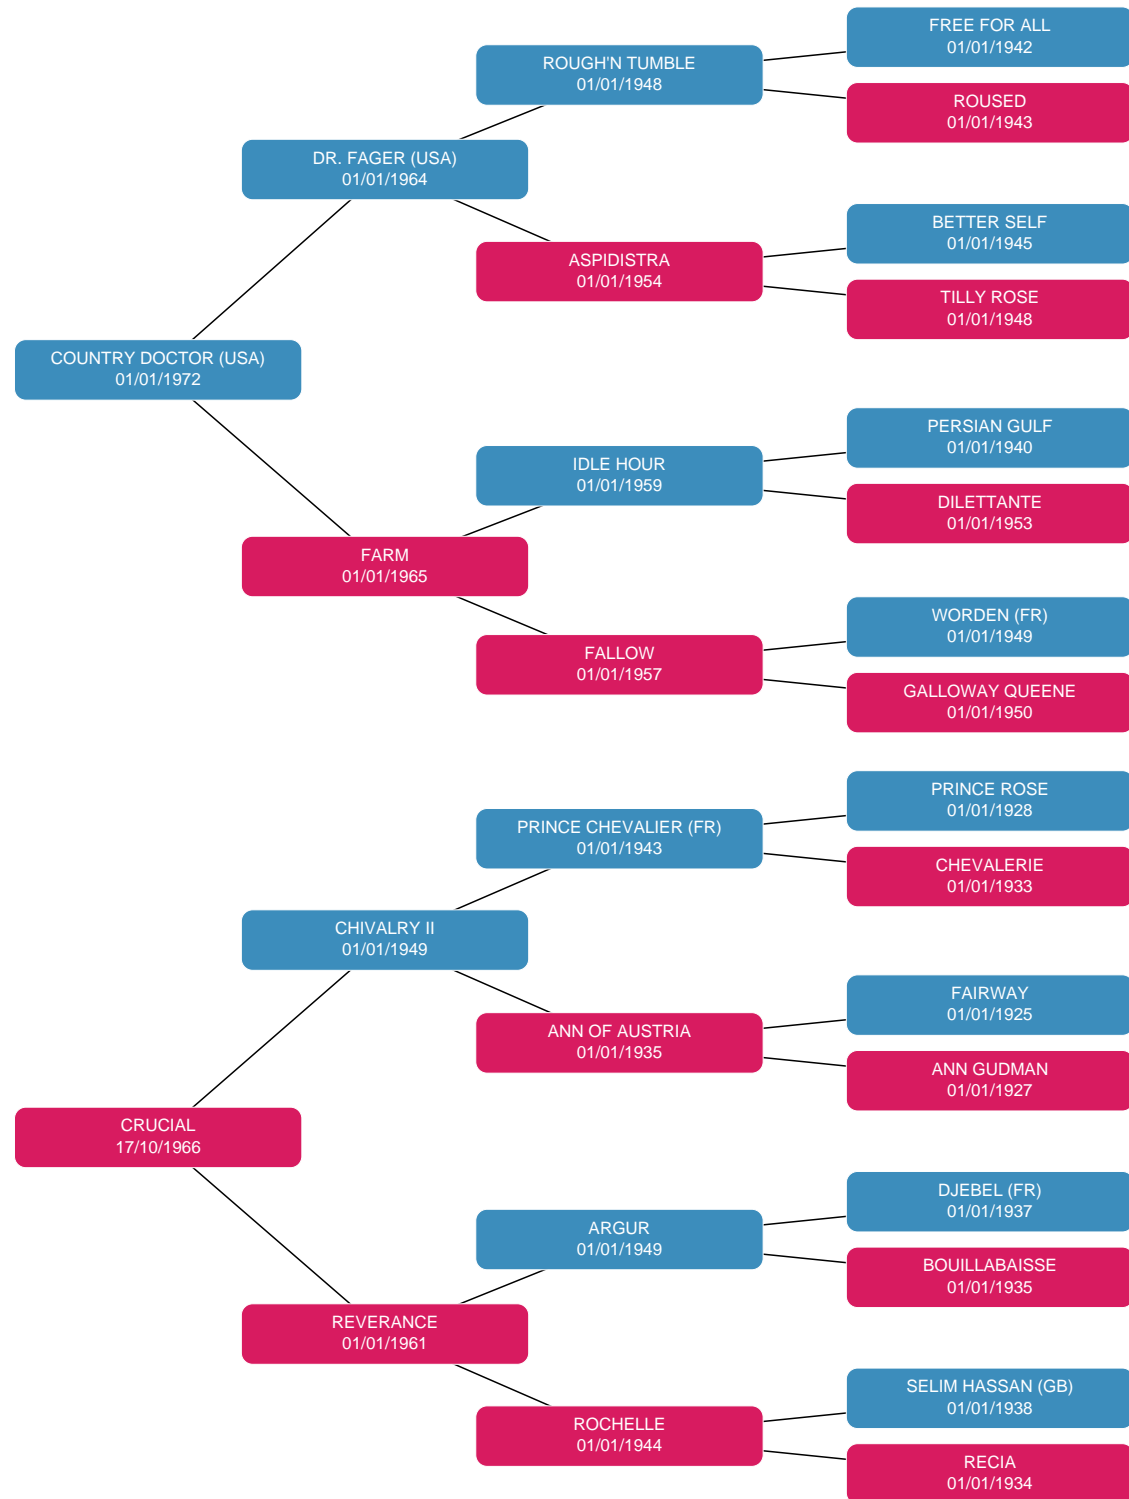 FREE FOR ALL
01/01/1942
ROUGH'N TUMBLE
01/01/1948
ROUSED
01/01/1943
DR. FAGER (USA)
01/01/1964
BETTER SELF
01/01/1945
ASPIDISTRA
01/01/1954
TILLY ROSE
01/01/1948
COUNTRY DOCTOR (USA)
01/01/1972
PERSIAN GULF
01/01/1940
IDLE HOUR
01/01/1959
DILETTANTE
01/01/1953
FARM
01/01/1965
WORDEN (FR)
01/01/1949
FALLOW
01/01/1957
GALLOWAY QUEENE
01/01/1950
PRINCE ROSE
01/01/1928
PRINCE CHEVALIER (FR)
01/01/1943
CHEVALERIE
01/01/1933
CHIVALRY II
01/01/1949
FAIRWAY
01/01/1925
ANN OF AUSTRIA
01/01/1935
ANN GUDMAN
01/01/1927
CRUCIAL
17/10/1966
DJEBEL (FR)
01/01/1937
ARGUR
01/01/1949
BOUILLABAISSE
01/01/1935
REVERANCE
01/01/1961
SELIM HASSAN (GB)
01/01/1938
ROCHELLE
01/01/1944
RECIA
01/01/1934